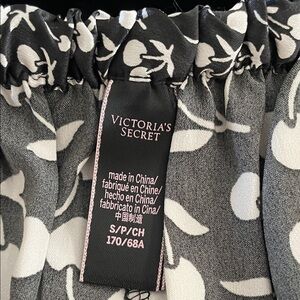 VICTORIA'S
SECRET
made in China/
fabriqué en Chine/
hecho en China/
fabbricato in Cina/
中国制造
S/P/CH
170/68A